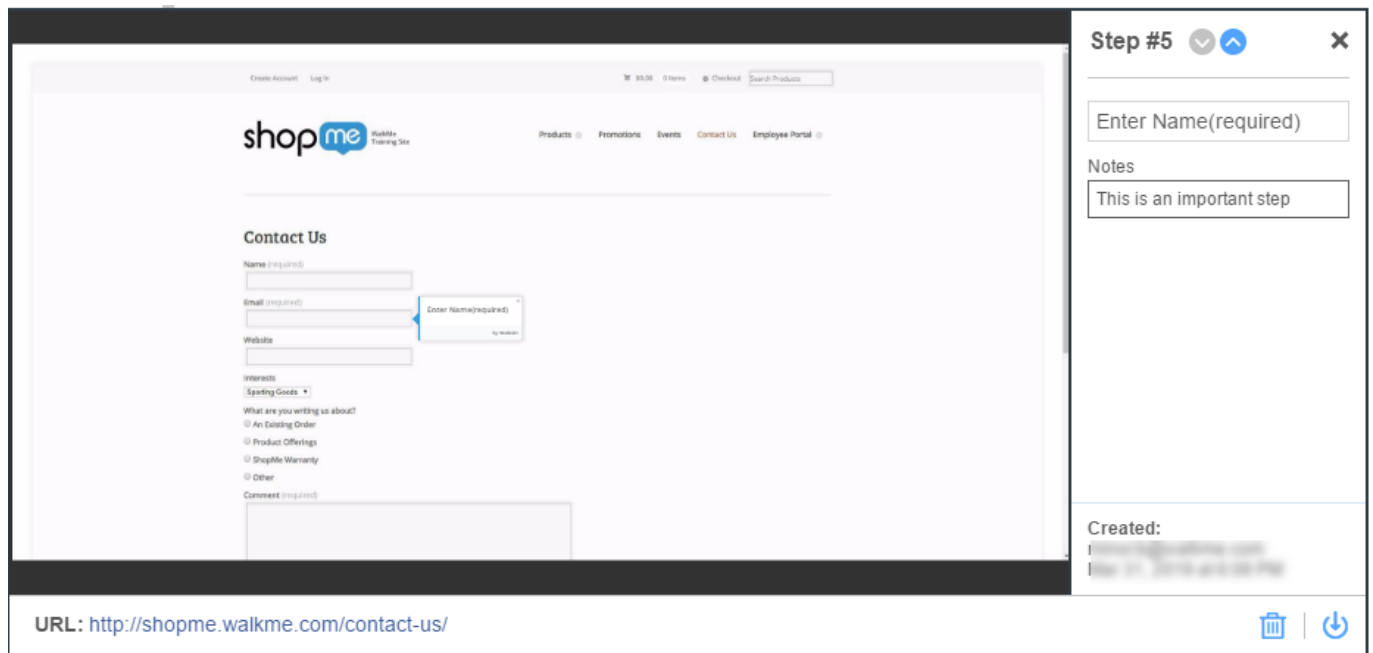 Create Account Log In $0.00 0 Items Checkout Search Products
shop me WalkMe Training Site
Products Promotions Events Contact Us Employee Portal
Contact Us
Name (required)
Email (required)
Enter Name(required)
Website
Interests
Sporting Goods
What are you writing us about?
An Existing Order
Product Offerings
ShopMe Warranty
Other
Comment (required)
URL: http://shopme.walkme.com/contact-us/
Step #5
Enter Name(required)
Notes
This is an important step
Created: